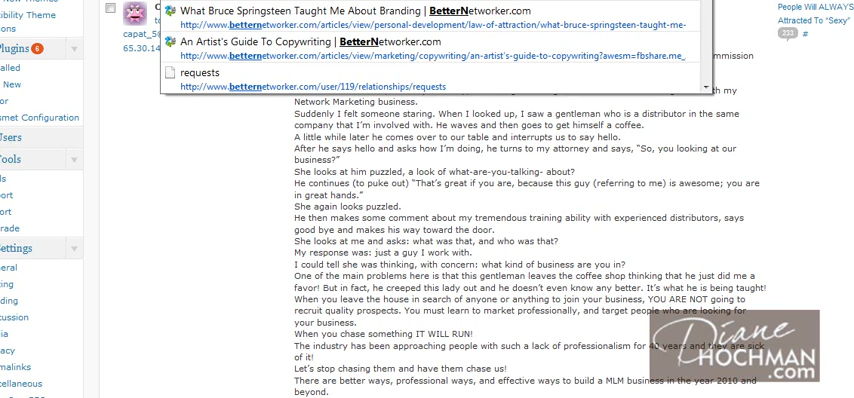 What Bruce Springsteen Taught Me About Branding | BetterNetworker.com
http://www.betternetworker.com/articles/view/personal-development/law-of-attraction/what-bruce-springsteen-taught-me-
An Artist's Guide To Copywriting | BetterNetworker.com
http://www.betternetworker.com/articles/view/marketing/copywriting/an-artist's-guide-to-copywriting?awesm=fbshare.me_
requests
http://www.betternetworker.com/user/119/relationships/requests
People Will ALWAYS
Attracted To “Sexy”
231 #
capat_5@
65.30.14
Network Marketing business.
Suddenly I felt someone staring. When I looked up, I saw a gentleman who is a distributor in the same
company that I’m involved with. He waves and then goes to get himself a coffee.
A little while later he comes over to our table and interrupts us to say hello.
After he says hello and asks how I’m doing, he turns to my attorney and says, “So, you looking at our
business?”
She looks at him puzzled, a look of what-are-you-talking- about?
He continues (to puke out) “That’s great if you are, because this guy (referring to me) is awesome; you are
in great hands.”
She again looks puzzled.
He then makes some comment about my tremendous training ability with experienced distributors, says
good bye and makes his way toward the door.
She looks at me and asks: what was that, and who was that?
My response was: just a guy I work with.
I could tell she was thinking, with concern: what kind of business are you in?
One of the main problems here is that this gentleman leaves the coffee shop thinking that he just did me a
favor! But in fact, he creeped this lady out and he doesn’t even know any better. It’s what he is being taught!
When you leave the house in search of anyone or anything to join your business, YOU ARE NOT going to
recruit quality prospects. You must learn to market professionally, and target people who are looking for
your business.
When you chase something IT WILL RUN!
The industry has been approaching people with such a lack of professionalism for 40 years and they are sick
of it!
Let’s stop chasing them and have them chase us!
There are better ways, professional ways, and effective ways to build a MLM business in the year 2010 and
beyond.
Plugins 6
alled
New
or
smet Configuration
Users
Tools
ls
port
ort
rade
Settings
eral
ting
ding
cussion
ia
acy
malinks
cellaneous
Diane
HOCHMAN
.com